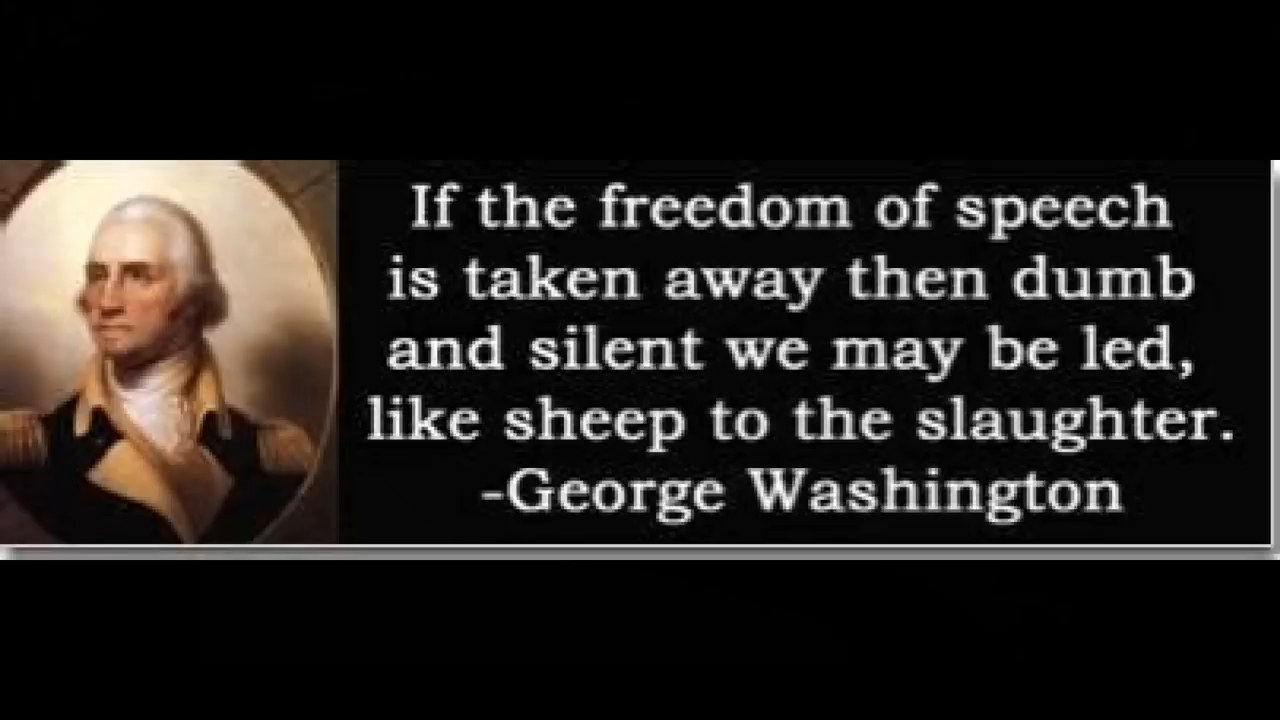 If the freedom of speech
is taken away then dumb
and silent we may be led,
like sheep to the slaughter.
-George Washington